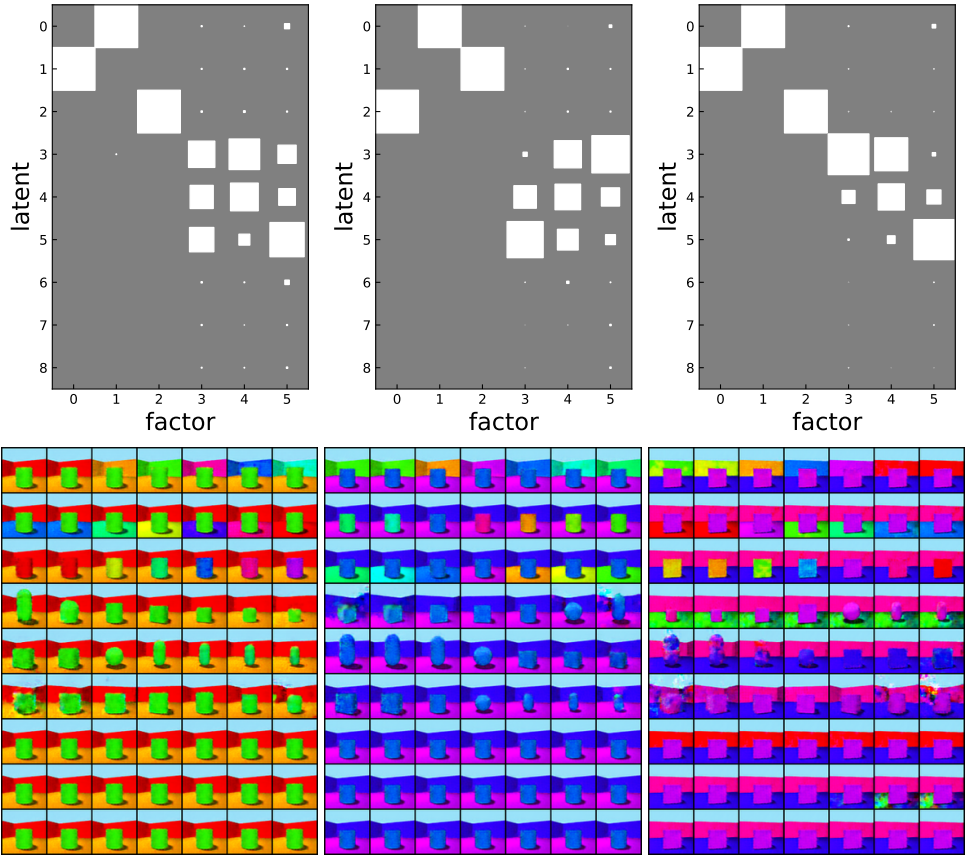 0 0 0
1 1 1
2 2 2
3 3 3
4 4 4
5 5 5
6 6 6
7 7 7
8 8 8
latent latent latent
0 1 2 3 4 5 0 1 2 3 4 5 0 1 2 3 4 5
factor factor factor